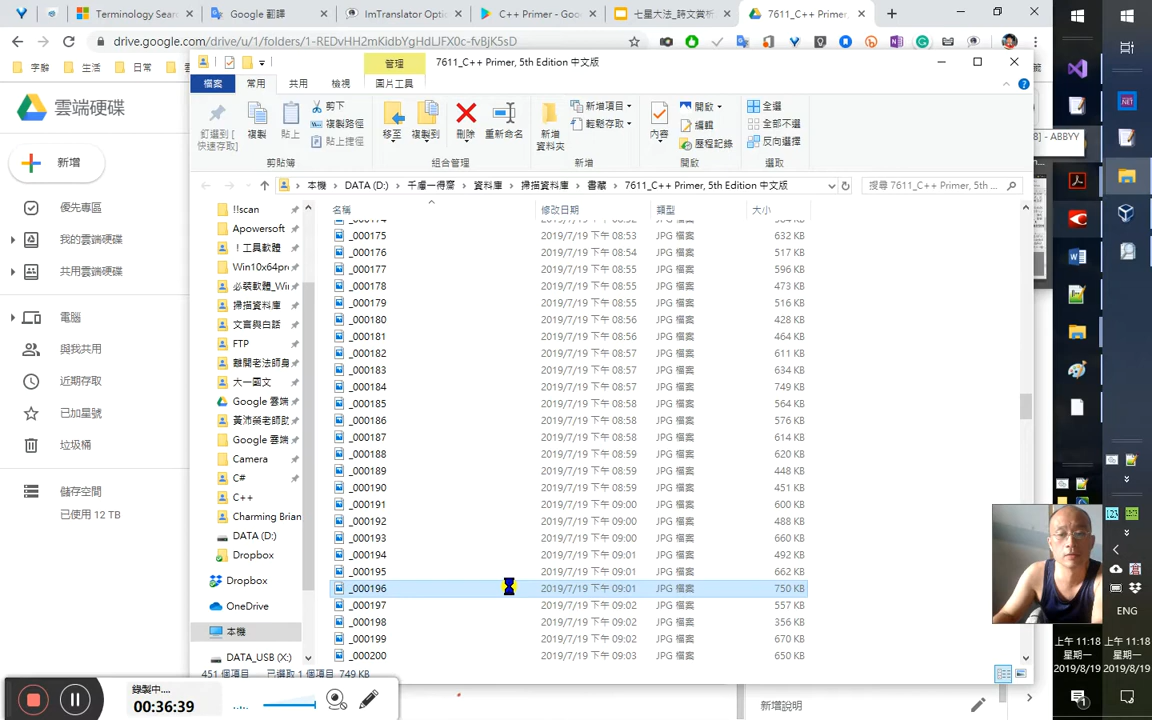 Terminology Sear
Google 翻譯
ImTranslator Optio
C++ Primer - Goo
七星大法_詩文賞析
7611_C++ Primer,
drive.google.com/drive/u/1/folders/1-REDvHH2mKidbYgHdLJFX0c-fvBjK5sD
字辭
生活
日常
管理
7611_C++ Primer, 5th Edition 中文版
檔案
常用
共用
檢視
圖片工具
釘選到 [
快速存取]
複製
貼上
剪下
複製路徑
貼上捷徑
移至
複製到
刪除
重新命名
新增
資料夾
新增項目
輕鬆存取
內容
開啟
編輯
歷程記錄
全選
全部不選
反向選擇
剪貼簿
組合管理
新增
開啟
選取
] - ABBYY
本機 › DATA (D:) › 千慮一得齋 › 資料庫 › 掃描資料庫 › 書藏 › 7611_C++ Primer, 5th Edition 中文版
搜尋 7611_C++ Primer, 5th ...
雲端硬碟
新增
優先專區
我的雲端硬碟
共用雲端硬碟
電腦
與我共用
近期存取
已加星號
垃圾桶
儲存空間
已使用 12 TB
!!scan
Apowersoft
！工具軟體
Win10x64pr
必裝軟體_Wi
掃描資料庫
文言與白話
FTP
離開老法師身
大一國文
Google 雲端
黃沛榮老師助
Google 雲端
Camera
C#
C++
Charming Brian
DATA (D:)
Dropbox
Dropbox
OneDrive
本機
DATA_USB (X:)
名稱 修改日期 類型 大小
_000175 2019/7/19 下午 08:53 JPG 檔案 632 KB
_000176 2019/7/19 下午 08:54 JPG 檔案 517 KB
_000177 2019/7/19 下午 08:55 JPG 檔案 596 KB
_000178 2019/7/19 下午 08:55 JPG 檔案 473 KB
_000179 2019/7/19 下午 08:55 JPG 檔案 516 KB
_000180 2019/7/19 下午 08:56 JPG 檔案 428 KB
_000181 2019/7/19 下午 08:56 JPG 檔案 464 KB
_000182 2019/7/19 下午 08:57 JPG 檔案 611 KB
_000183 2019/7/19 下午 08:57 JPG 檔案 634 KB
_000184 2019/7/19 下午 08:57 JPG 檔案 749 KB
_000185 2019/7/19 下午 08:58 JPG 檔案 564 KB
_000186 2019/7/19 下午 08:58 JPG 檔案 576 KB
_000187 2019/7/19 下午 08:58 JPG 檔案 614 KB
_000188 2019/7/19 下午 08:59 JPG 檔案 620 KB
_000189 2019/7/19 下午 08:59 JPG 檔案 448 KB
_000190 2019/7/19 下午 08:59 JPG 檔案 451 KB
_000191 2019/7/19 下午 09:00 JPG 檔案 600 KB
_000192 2019/7/19 下午 09:00 JPG 檔案 488 KB
_000193 2019/7/19 下午 09:00 JPG 檔案 660 KB
_000194 2019/7/19 下午 09:01 JPG 檔案 492 KB
_000195 2019/7/19 下午 09:01 JPG 檔案 662 KB
_000196 2019/7/19 下午 09:01 JPG 檔案 750 KB
_000197 2019/7/19 下午 09:02 JPG 檔案 557 KB
_000198 2019/7/19 下午 09:02 JPG 檔案 356 KB
_000199 2019/7/19 下午 09:02 JPG 檔案 670 KB
_000200 2019/7/19 下午 09:03 JPG 檔案 650 KB
451 個項目 已選取 1 個項目 749 KB
錄製中....
00:36:39
新增說明
ENG
上午 11:18 上午 11:18
星期一 星期一
2019/8/19 2019/8/19